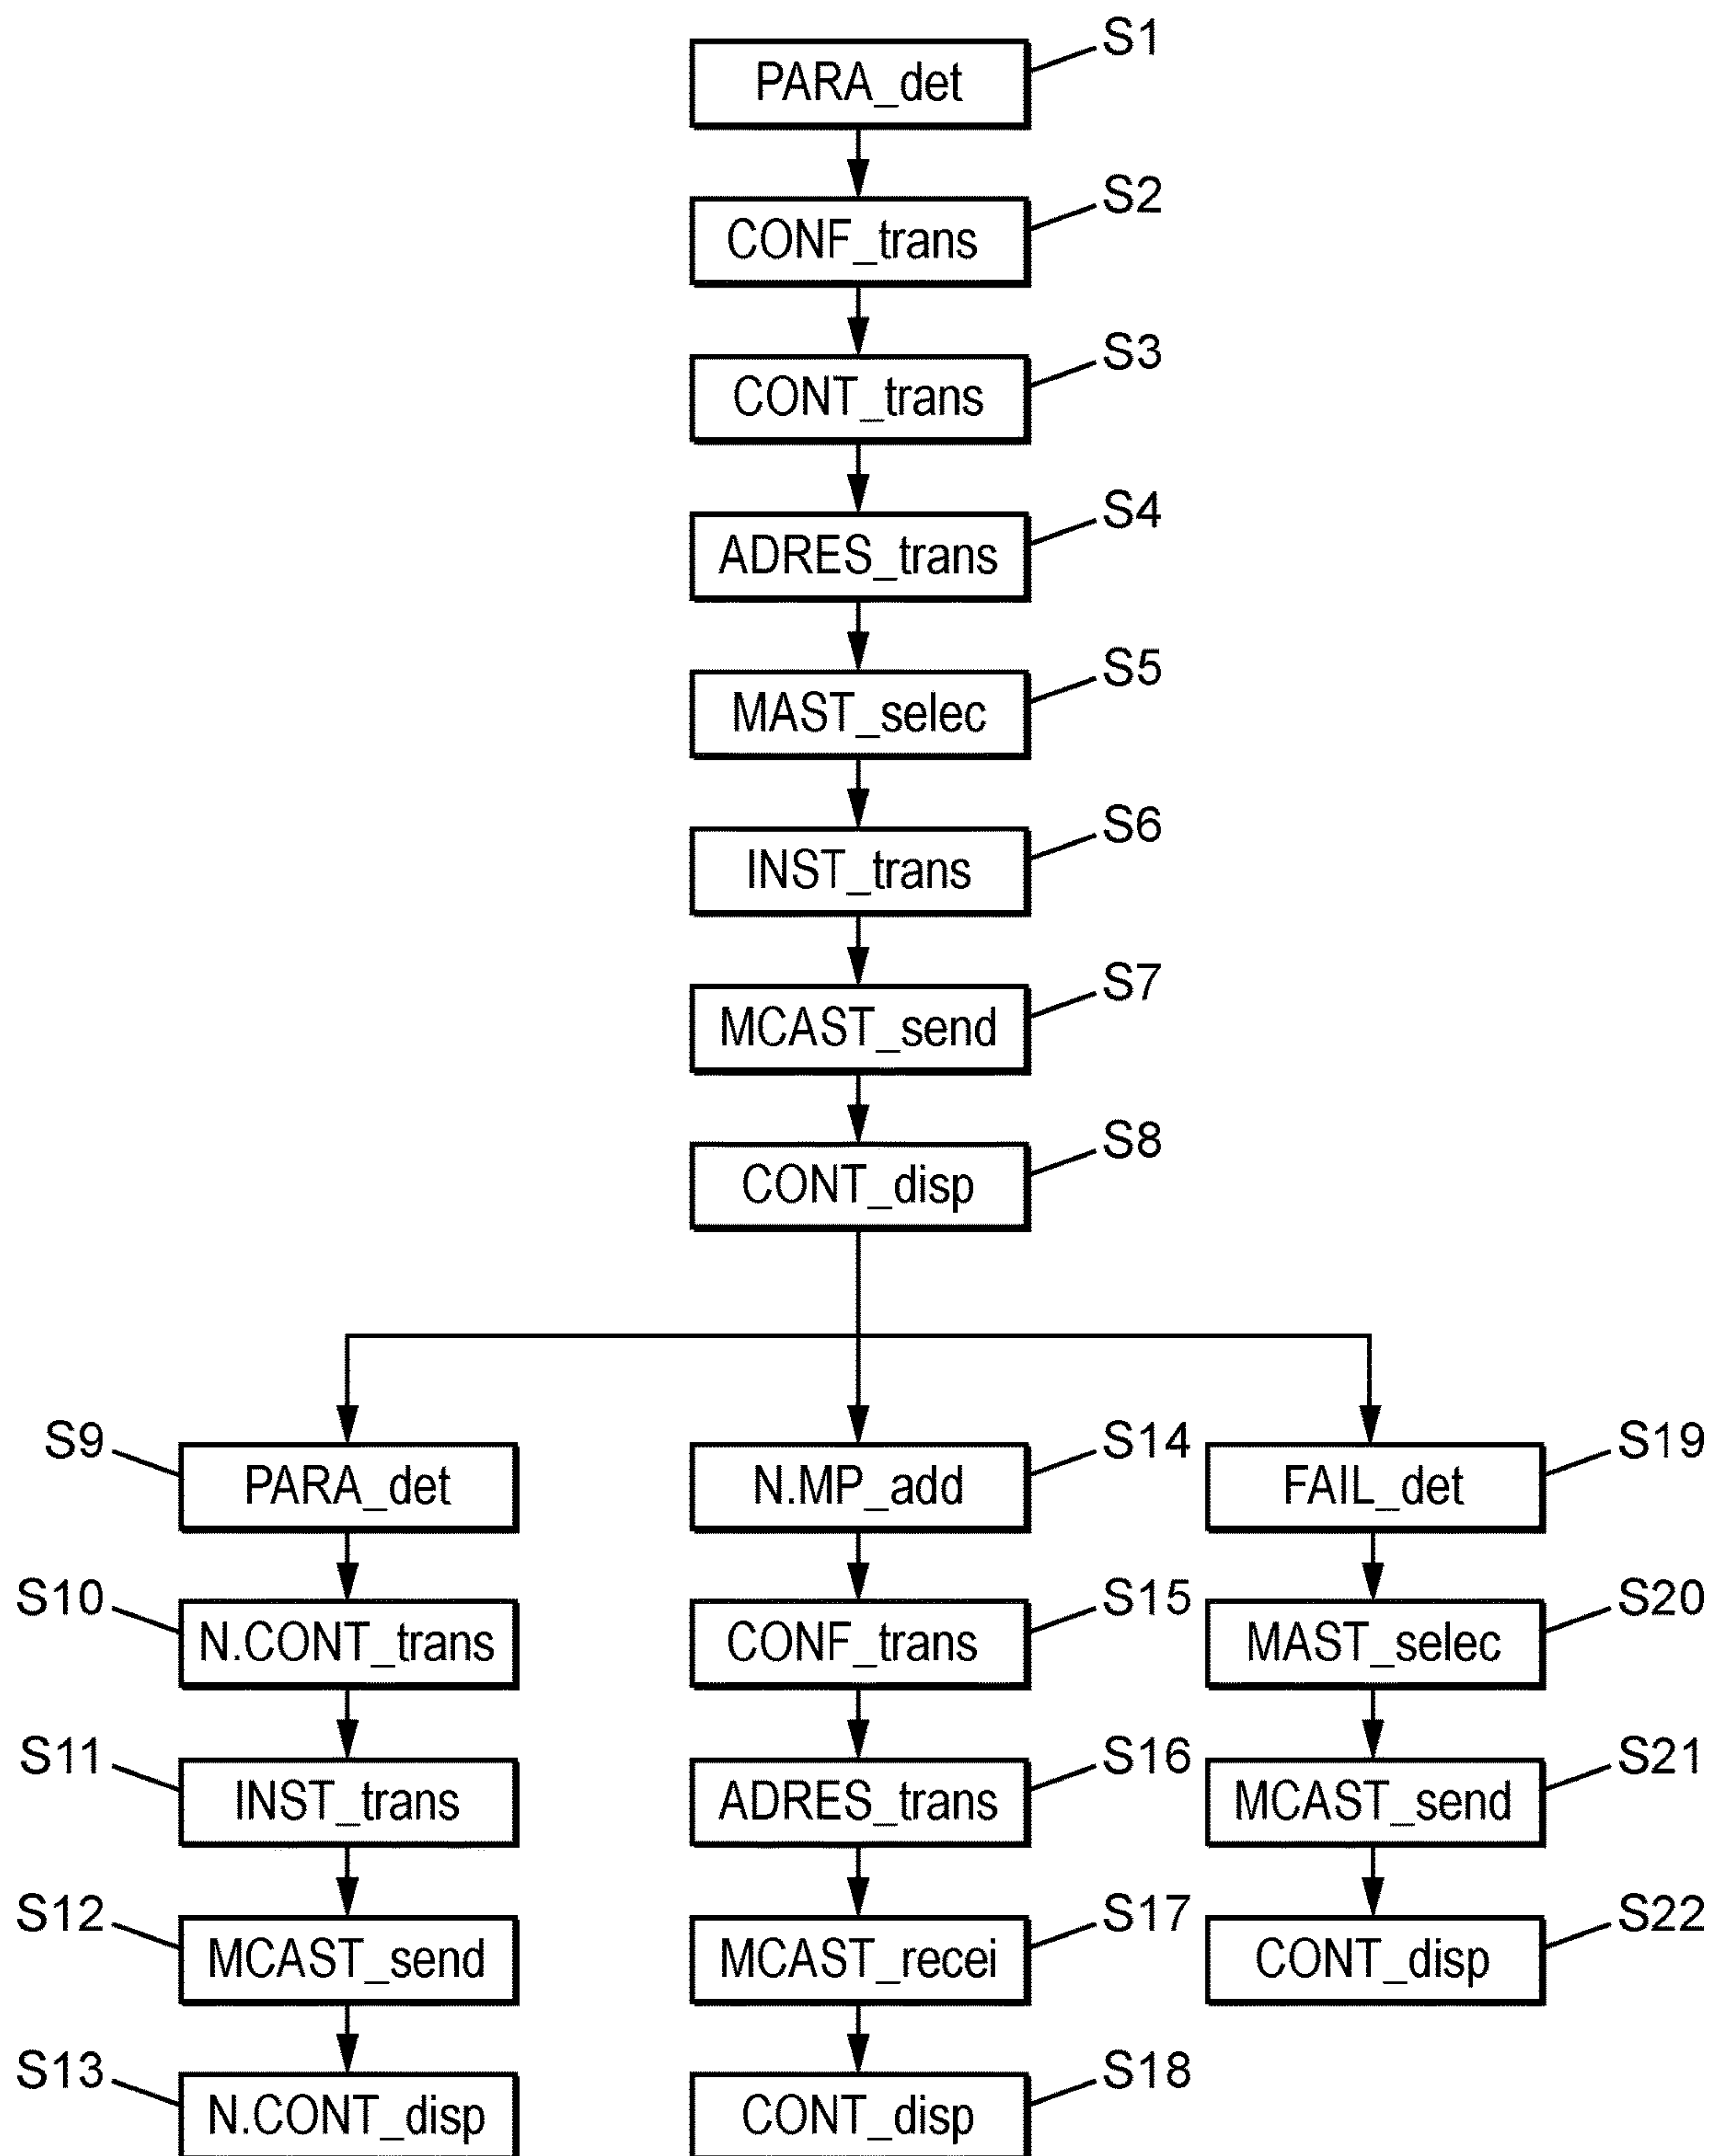 S1
PARA_det
S2
CONF_trans
S3
CONT_trans
S4
ADRES_trans
S5
MAST_selec
S6
INST_trans
S7
MCAST_send
S8
CONT_disp
S9
PARA_det
S10
N.CONT_trans
S11
INST_trans
S12
MCAST_send
S13
N.CONT_disp
S14
N.MP_add
S15
CONF_trans
S16
ADRES_trans
S17
MCAST_recei
S18
CONT_disp
S19
FAIL_det
S20
MAST_selec
S21
MCAST_send
S22
CONT_disp